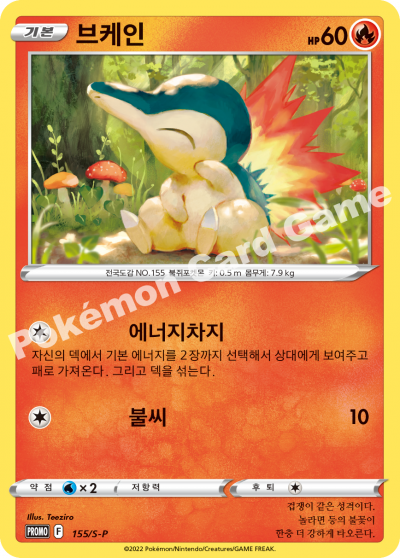 기본 브케인 HP 60
전국도감 NO.155 불쥐포켓몬 키: 0.5 m 몸무게: 7.9 kg
Pokémon Card Game
에너지차지
자신의 덱에서 기본 에너지를 2장까지 선택해서 상대에게 보여주고
패로 가져온다. 그리고 덱을 섞는다.
불씨 10
약점 ×2 저항력 후퇴
Illus. Teeziro
겁쟁이 같은 성격이다.
놀라면 등의 불꽃이
한층 더 강하게 타오른다.
PROMO F 155/S-P
©2022 Pokémon/Nintendo/Creatures/GAME FREAK.